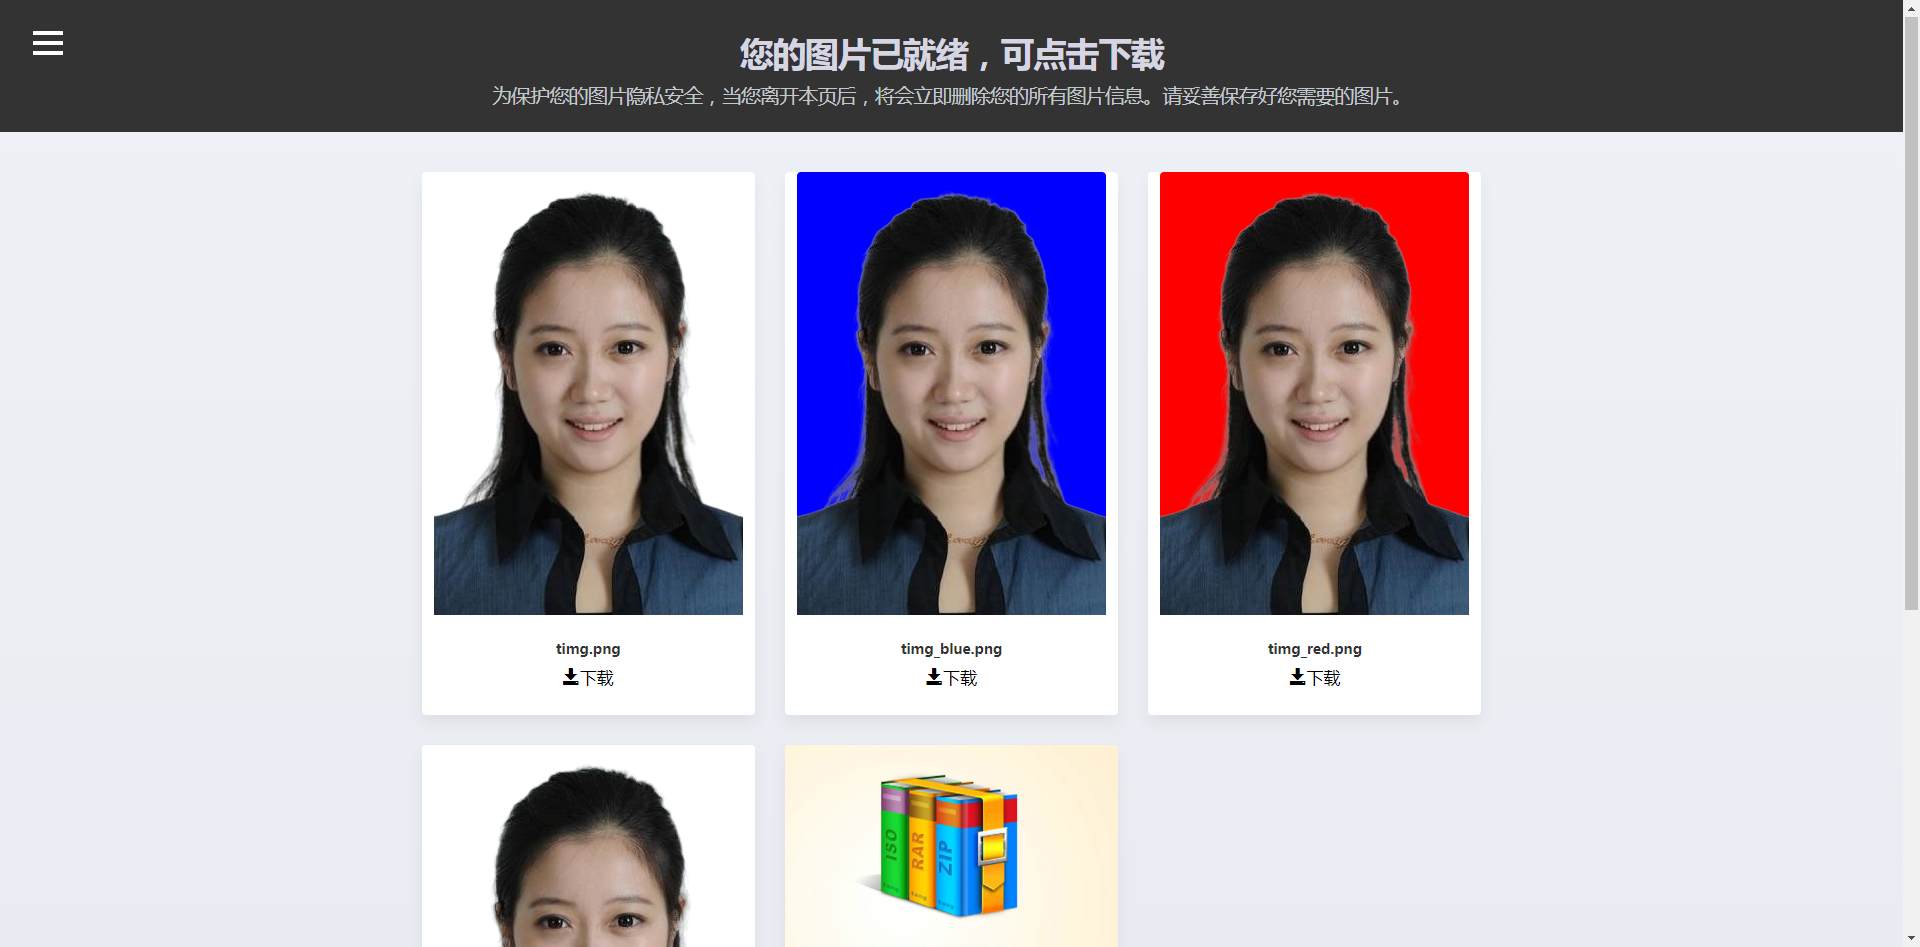 您的图片已就绪，可点击下载
为保护您的图片隐私安全，当您离开本页后，将会立即删除您的所有图片信息。请妥善保存好您需要的图片。
timg.png
下载
timg_blue.png
下载
timg_red.png
下载
ISO
RAR
ZIP